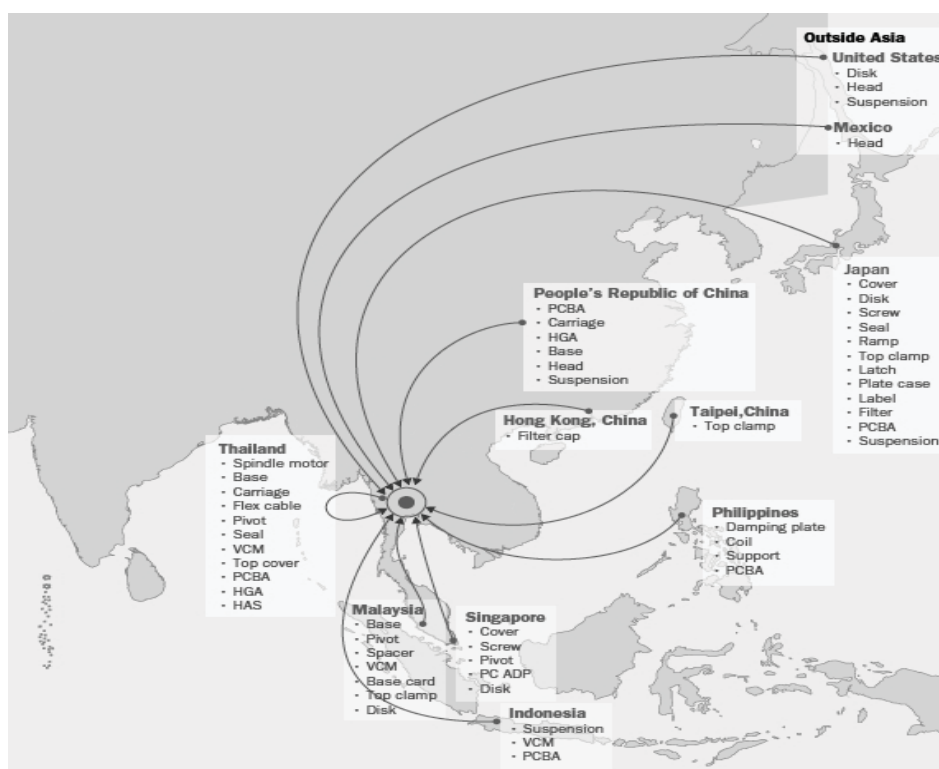 Outside Asia
United States
- Disk
- Head
- Suspension
Mexico
- Head
Japan
- Cover
- Disk
- Screw
- Seal
- Ramp
- Top clamp
- Latch
- Plate case
- Label
- Filter
- PCBA
- Suspension
People's Republic of China
- PCBA
- Carriage
- HGA
- Base
- Head
- Suspension
Hong Kong, China
- Filter cap
Taipei,China
- Top clamp
Thailand
- Spindle motor
- Base
- Carriage
- Flex cable
- Pivot
- Seal
- VCM
- Top cover
- PCBA
- HGA
- HAS
Philippines
- Damping plate
- Coil
- Support
- PCBA
Malaysia
- Base
- Pivot
- Spacer
- VCM
- Base card
- Top clamp
- Disk
Singapore
- Cover
- Screw
- Pivot
- PC ADP
- Disk
Indonesia
- Suspension
- VCM
- PCBA